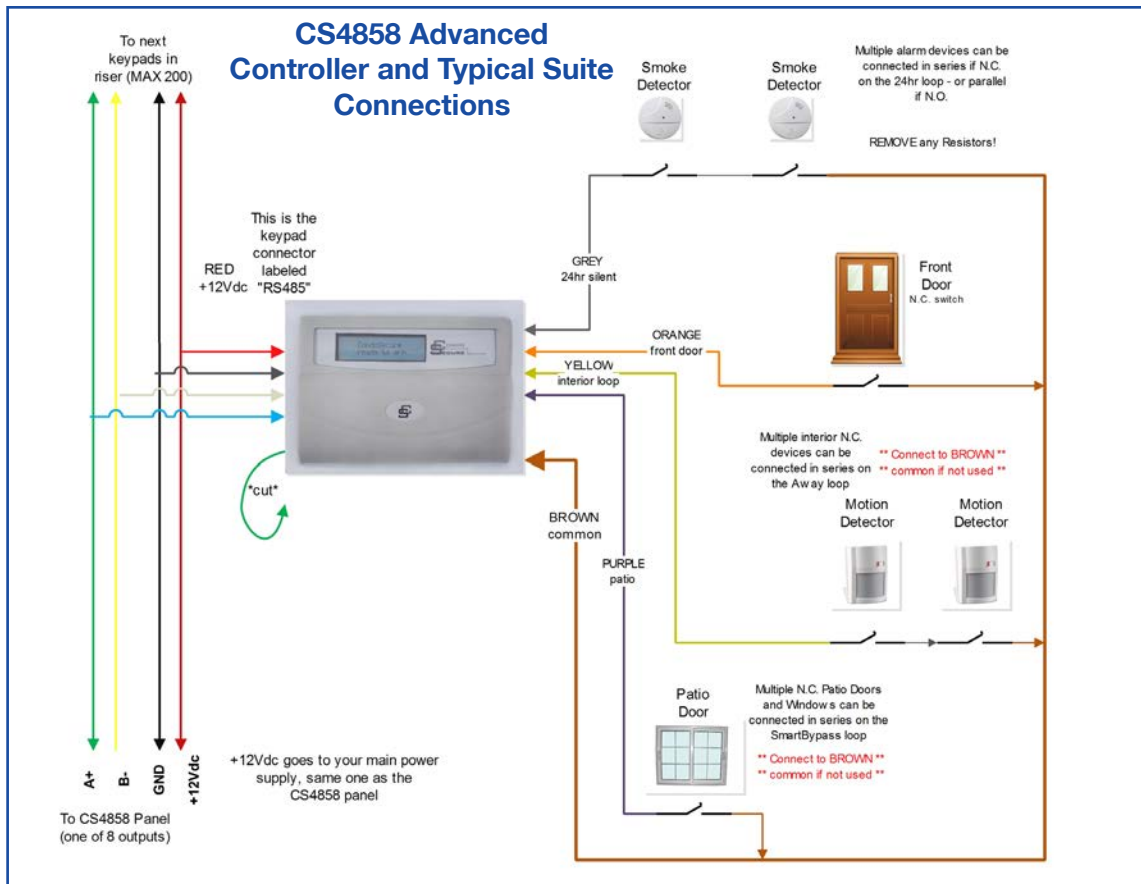 CS4858 Advanced
Controller and Typical Suite
Connections
To next
keypads in
riser (MAX 200)
Smoke
Detector
Smoke
Detector
Multiple alarm devices can be
connected in series if N.C.
on the 24hr loop - or parallel
if N.O.
REMOVE any Resistors!
This is the
keypad
connector
labeled
"RS485"
RED
+12Vdc
GREY
24hr silent
Front
Door
N.C. switch
ORANGE
front door
YELLOW
interior loop
*cut*
BROWN
common
PURPLE
patio
Multiple interior N.C.
devices can be
connected in series on
the Away loop
** Connect to BROWN **
** common if not used **
Motion
Detector
Motion
Detector
Patio
Door
Multiple N.C. Patio Doors
and Windows can be
connected in series on the
SmartBypass loop
** Connect to BROWN **
** common if not used **
A+
B-
GND
+12Vdc
+12Vdc goes to your main power
supply, same one as the
CS4858 panel
To CS4858 Panel
(one of 8 outputs)